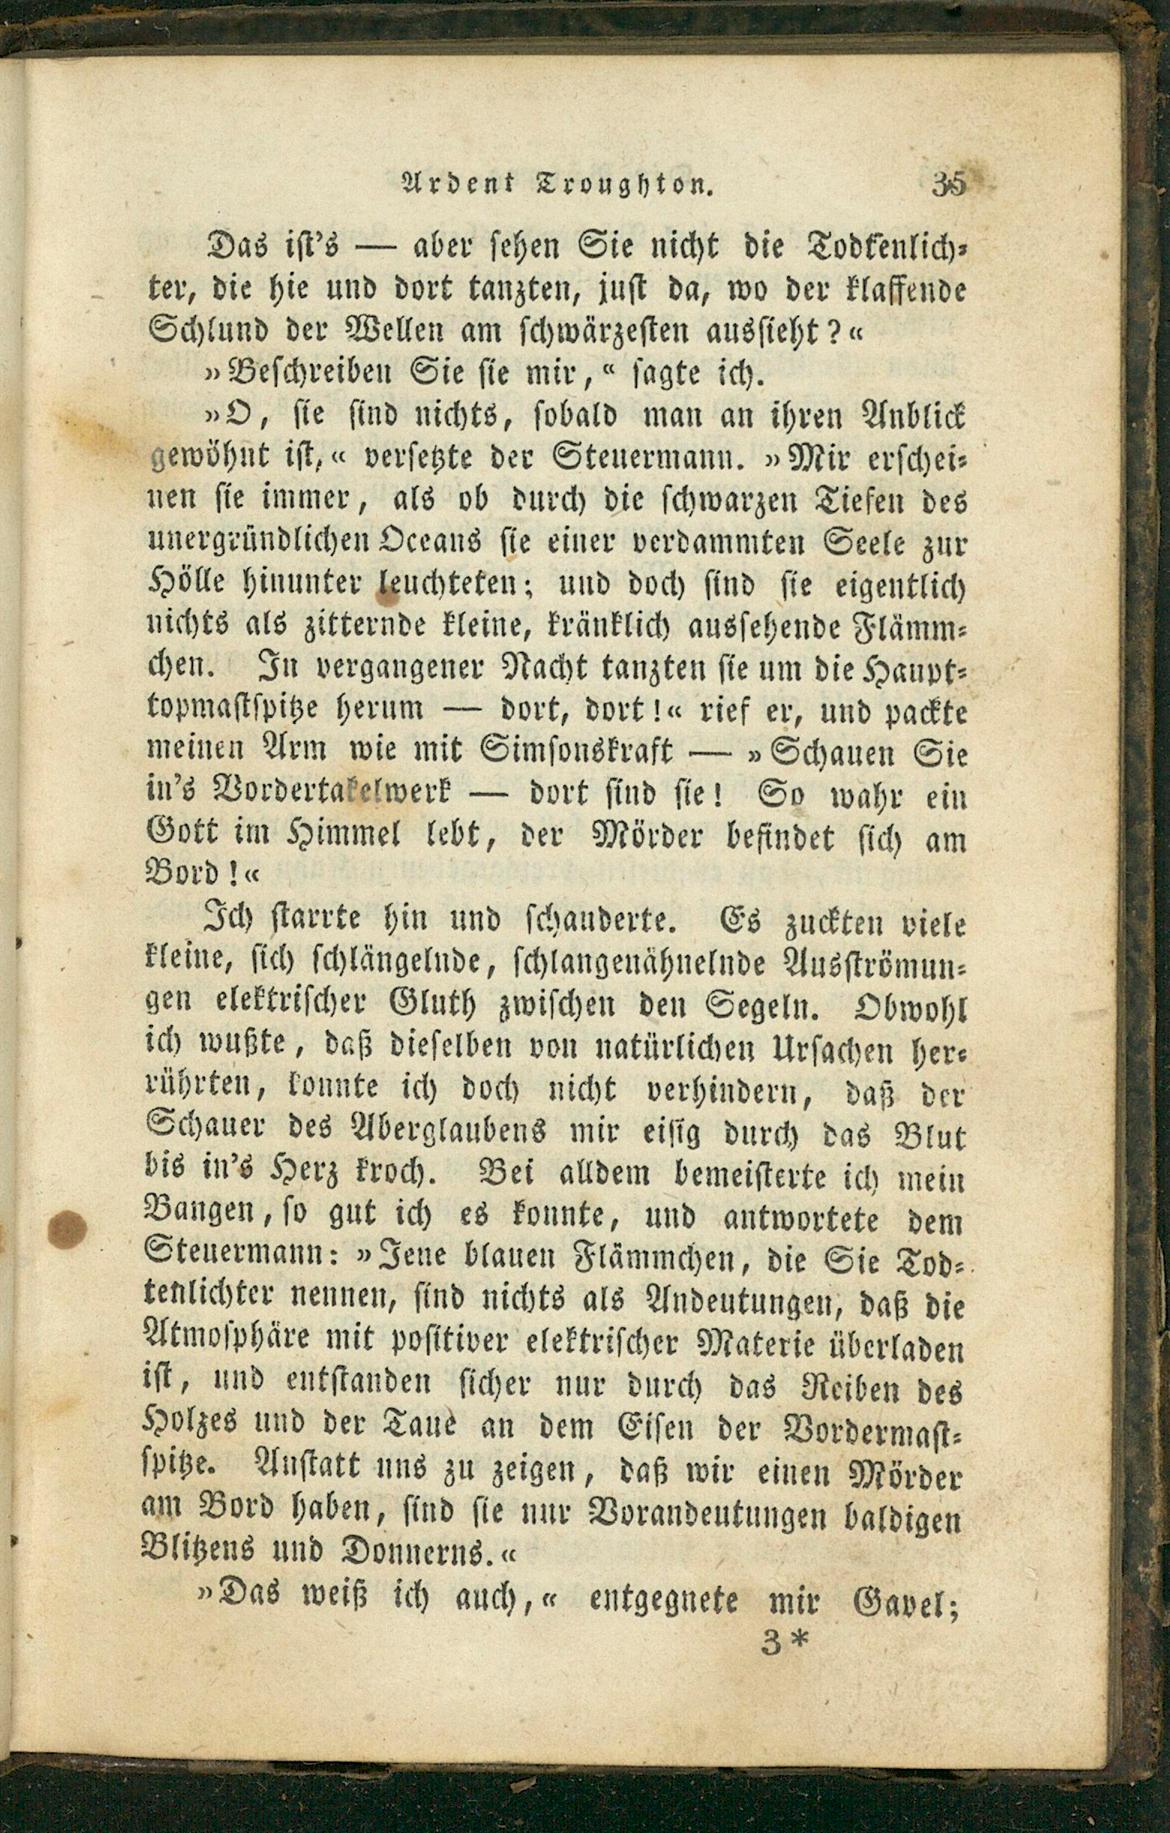 Ardent Troughton. 35
Das ist's — aber sehen Sie nicht die Todtenlich-
ter, die hie und dort tanzten, just da, wo der klaffende
Schlund der Wellen am schwärzesten aussieht?«
»Beschreiben Sie sie mir,“ sagte ich.
»O, sie sind nichts, sobald man an ihren Anblick
gewöhnt ist,« versetzte der Steuermann. »Mir erschei-
nen sie immer, als ob durch die schwarzen Tiefen des
unergründlichen Oceans sie einer verdammten Seele zur
Hölle hinunter leuchteten; und doch sind sie eigentlich
nichts als zitternde kleine, kränklich aussehende Flämm-
chen. In vergangener Nacht tanzten sie um die Haupt-
topmastspitze herum — dort, dort!« rief er, und packte
meinen Arm wie mit Simsonskraft — »Schauen Sie
in's Vordertakelwerk — dort sind sie! So wahr ein
Gott im Himmel lebt, der Mörder befindet sich am
Bord!«
Ich starrte hin und schauderte. Es zuckten viele
kleine, sich schlängelnde, schlangenähnelnde Ausströmun-
gen elektrischer Gluth zwischen den Segeln. Obwohl
ich wußte, daß dieselben von natürlichen Ursachen her-
rührten, konnte ich doch nicht verhindern, daß der
Schauer des Aberglaubens mir eisig durch das Blut
bis in's Herz kroch. Bei alldem bemeisterte ich mein
Bangen, so gut ich es konnte, und antwortete dem
Steuermann: »Jene blauen Flämmchen, die Sie Tod-
tenlichter nennen, sind nichts als Andeutungen, daß die
Atmosphäre mit positiver elektrischer Materie überladen
ist, und entstanden sicher nur durch das Reiben des
Holzes und der Taue an dem Eisen der Vordermast-
spitze. Anstatt uns zu zeigen, daß wir einen Mörder
am Bord haben, sind sie nur Vorandeutungen baldigen
Blitzens und Donnerns.«
»Das weiß ich auch,« entgegnete mir Gavel;
3*